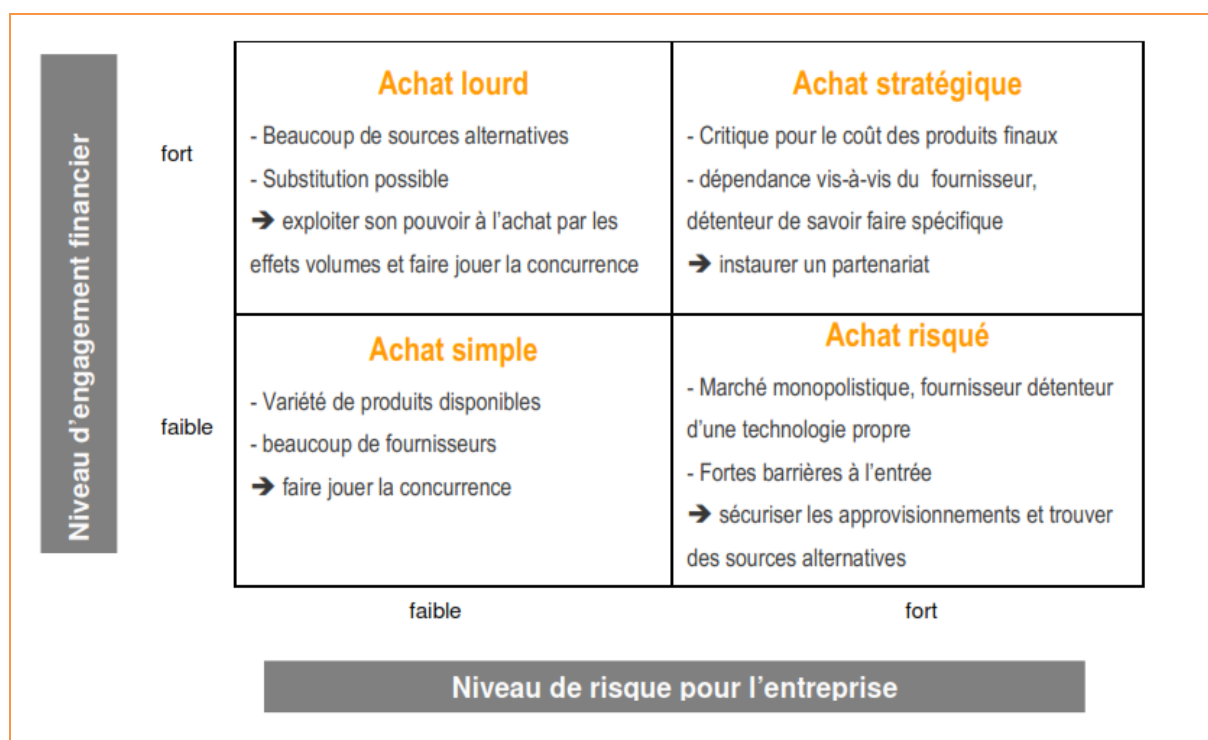 Niveau d'engagement financier
fort
Achat lourd
- Beaucoup de sources alternatives
- Substitution possible
➔ exploiter son pouvoir à l'achat par les
effets volumes et faire jouer la concurrence
Achat stratégique
- Critique pour le coût des produits finaux
- dépendance vis-à-vis du fournisseur,
détenteur de savoir faire spécifique
➔ instaurer un partenariat
faible
Achat simple
- Variété de produits disponibles
- beaucoup de fournisseurs
➔ faire jouer la concurrence
Achat risqué
- Marché monopolistique, fournisseur détenteur
d'une technologie propre
- Fortes barrières à l'entrée
➔ sécuriser les approvisionnements et trouver
des sources alternatives
faible
fort
Niveau de risque pour l'entreprise